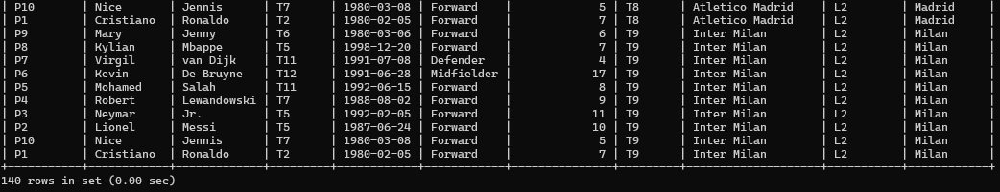 | P10 | Nice | Jennis | T7 | 1980-03-08 | Forward | 5 | T8 | Atletico Madrid | L2 | Madrid |
| P1 | Cristiano | Ronaldo | T2 | 1980-02-05 | Forward | 7 | T8 | Atletico Madrid | L2 | Madrid |
| P9 | Mary | Jenny | T6 | 1980-03-06 | Forward | 6 | T9 | Inter Milan | L2 | Milan |
| P8 | Kylian | Mbappe | T5 | 1998-12-20 | Forward | 7 | T9 | Inter Milan | L2 | Milan |
| P7 | Virgil | van Dijk | T11 | 1991-07-08 | Defender | 4 | T9 | Inter Milan | L2 | Milan |
| P6 | Kevin | De Bruyne | T12 | 1991-06-28 | Midfielder | 17 | T9 | Inter Milan | L2 | Milan |
| P5 | Mohamed | Salah | T11 | 1992-06-15 | Forward | 8 | T9 | Inter Milan | L2 | Milan |
| P4 | Robert | Lewandowski | T7 | 1988-08-02 | Forward | 9 | T9 | Inter Milan | L2 | Milan |
| P3 | Neymar | Jr. | T5 | 1992-02-05 | Forward | 11 | T9 | Inter Milan | L2 | Milan |
| P2 | Lionel | Messi | T5 | 1987-06-24 | Forward | 10 | T9 | Inter Milan | L2 | Milan |
| P10 | Nice | Jennis | T7 | 1980-03-08 | Forward | 5 | T9 | Inter Milan | L2 | Milan |
| P1 | Cristiano | Ronaldo | T2 | 1980-02-05 | Forward | 7 | T9 | Inter Milan | L2 | Milan |
140 rows in set (0.00 sec)